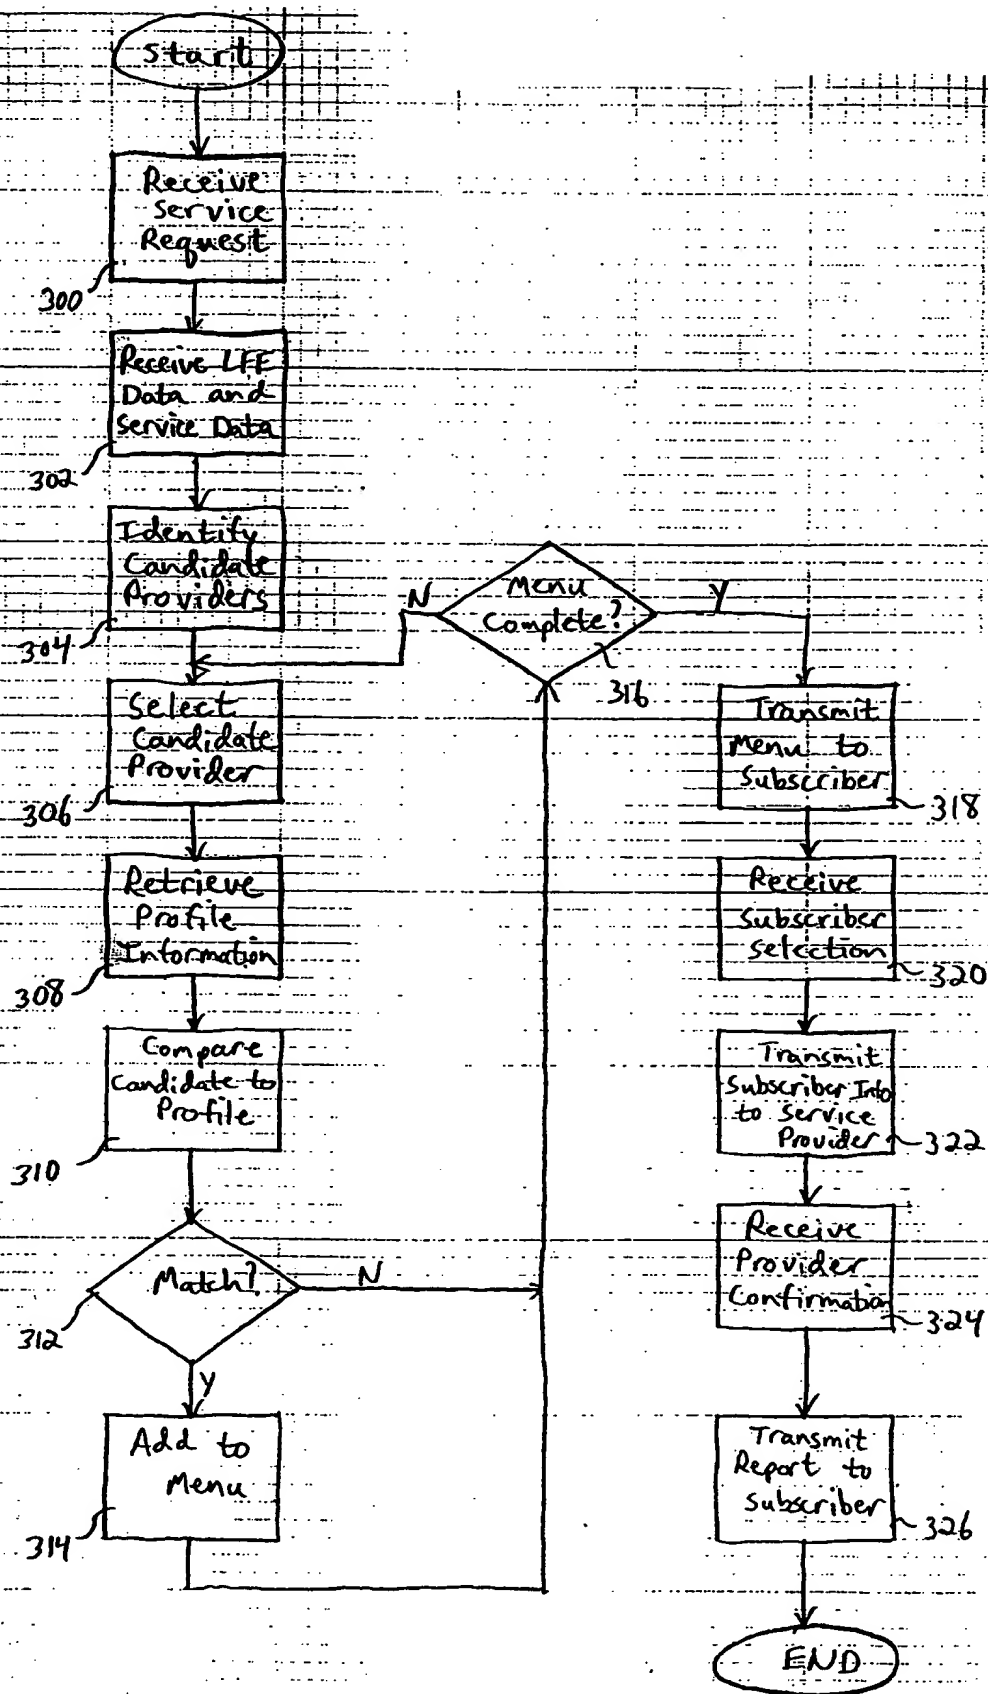 Start
Receive
Service
Request
300
Receive LFE
Data and
Service Data
302
Identify
Candidate
Providers
304
Select
Candidate
Provider
306
Retrieve
Profile
Information
308
Compare
Candidate to
Profile
310
Match?
N
312
Y
Add to
Menu
314
Menu
Complete?
N
Y
316
Transmit
Menu to
Subscriber
318
Receive
Subscriber
Selection
320
Transmit
Subscriber Info
to Service
Provider
322
Receive
Provider
Confirmation
324
Transmit
Report to
Subscriber
326
END